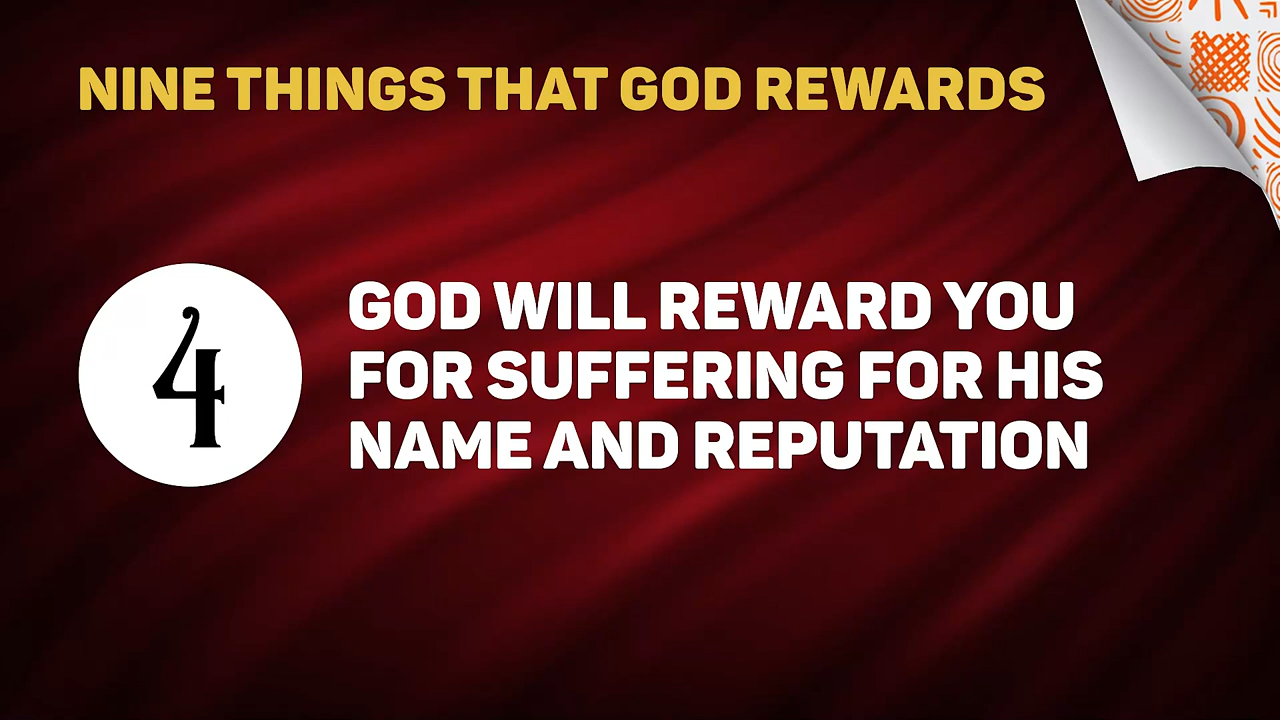 NINE THINGS THAT GOD REWARDS
4
GOD WILL REWARD YOU
FOR SUFFERING FOR HIS
NAME AND REPUTATION